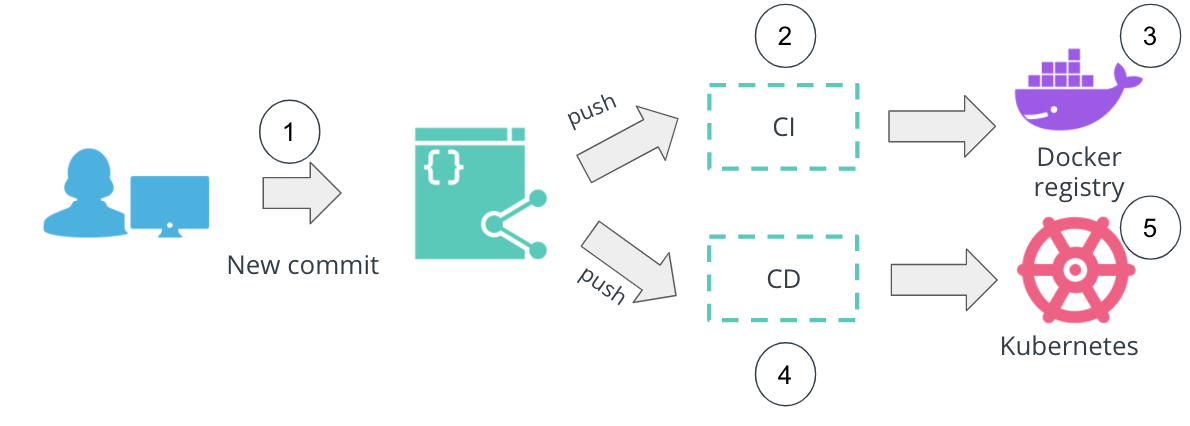 1
New commit
{}
push
push
2
CI
3
Docker
registry
CD
4
5
Kubernetes